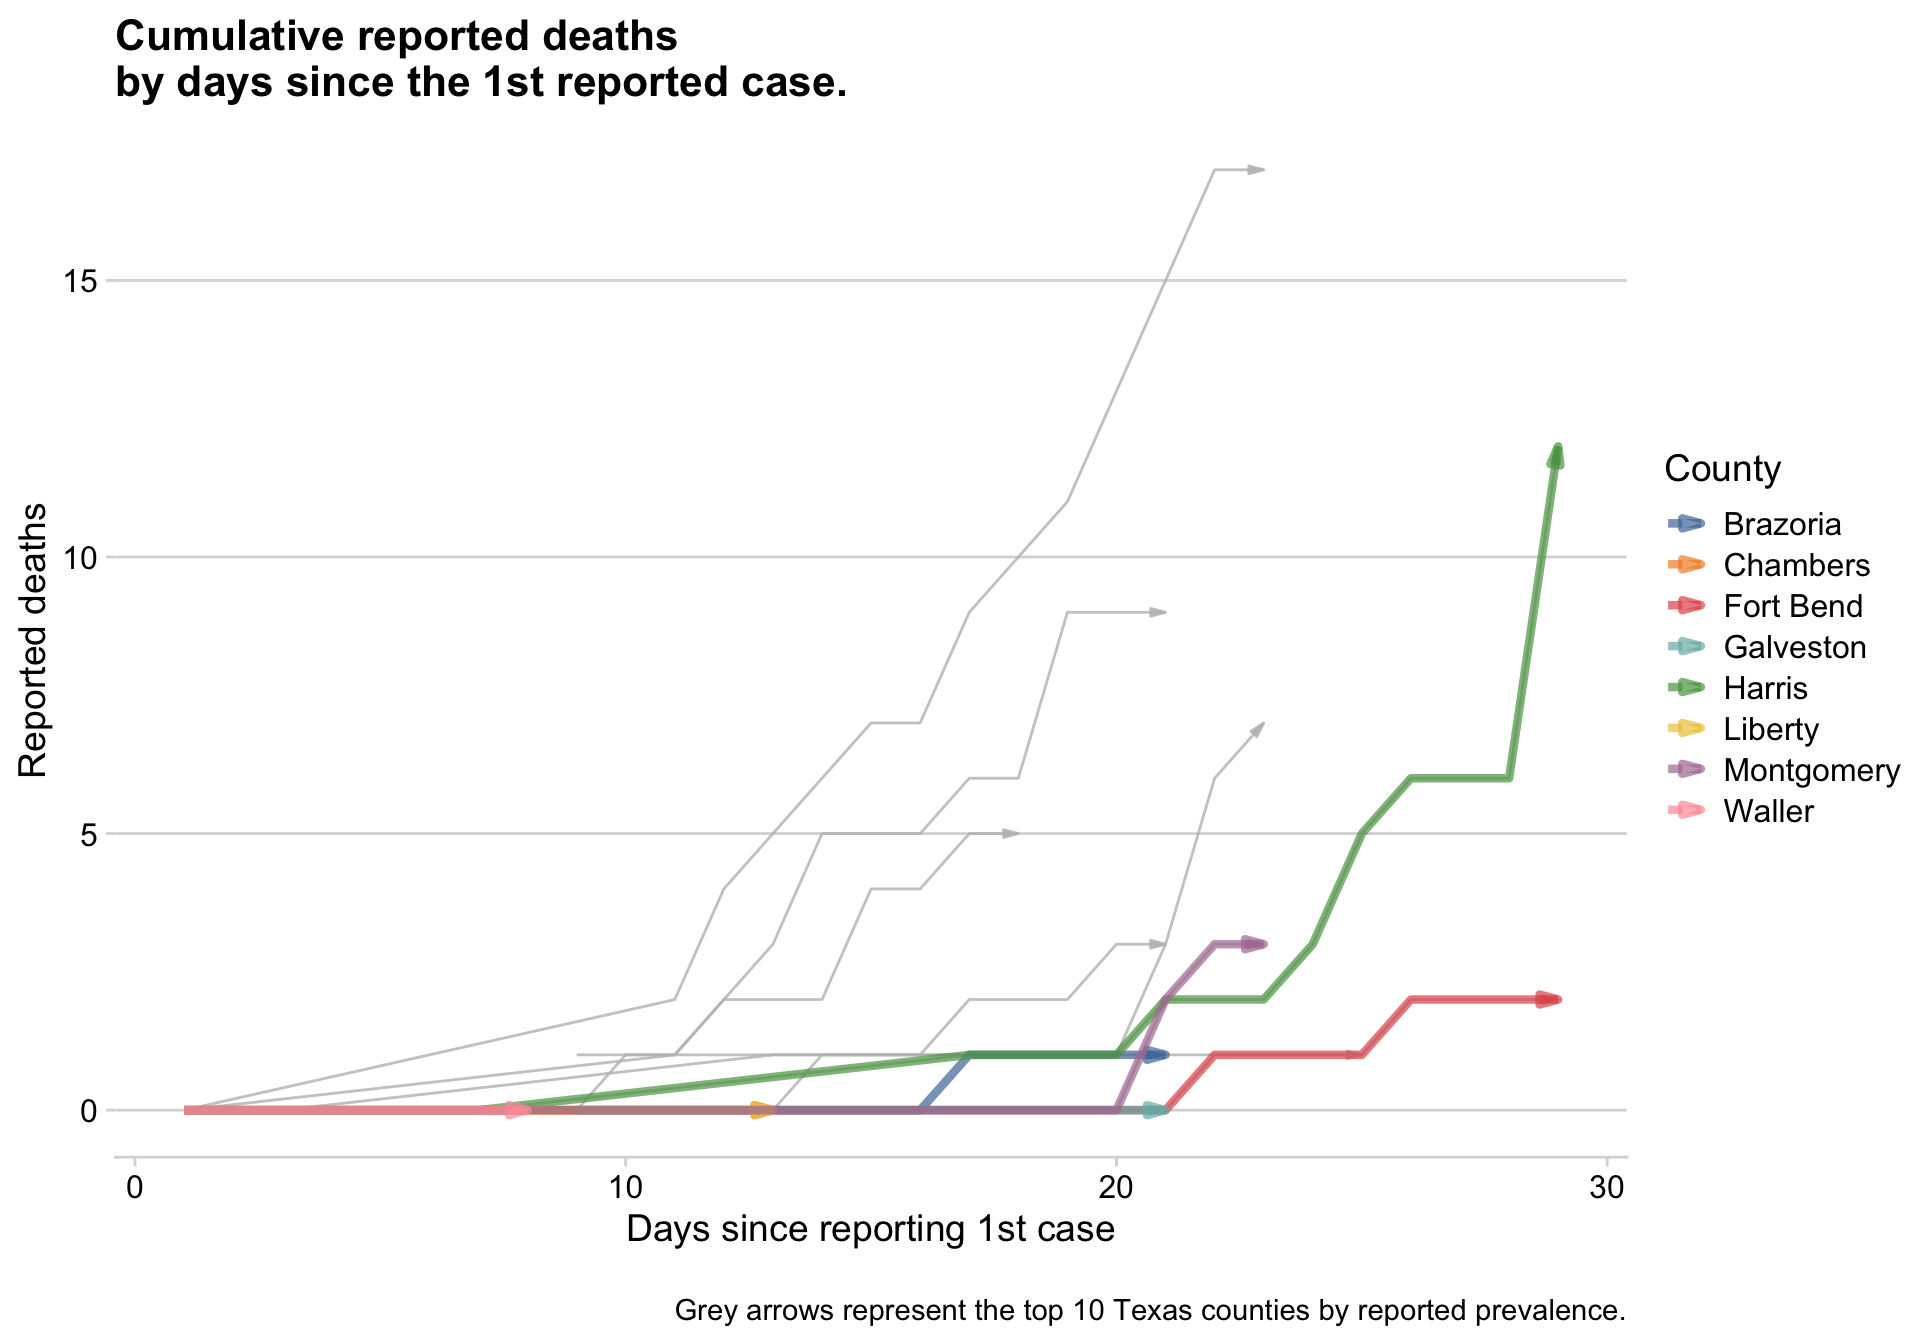 Cumulative reported deaths
by days since the 1st reported case.
Reported deaths
15
10
5
0
0 10 20 30
Days since reporting 1st case
County
Brazoria
Chambers
Fort Bend
Galveston
Harris
Liberty
Montgomery
Waller
Grey arrows represent the top 10 Texas counties by reported prevalence.